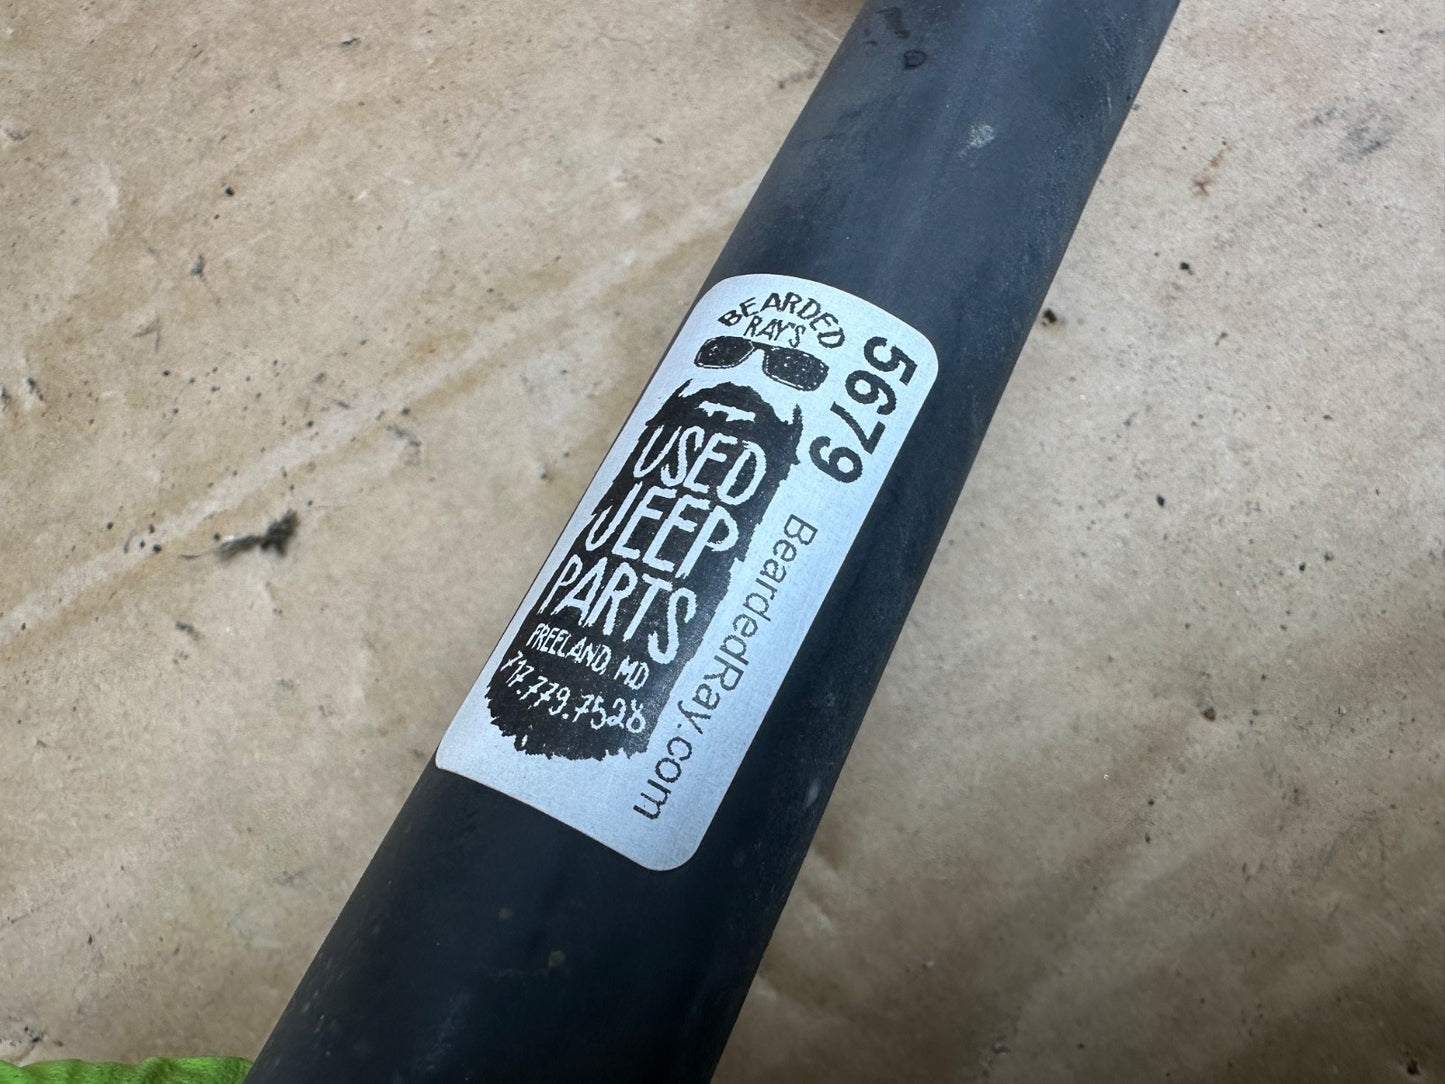 BEARDED
RAY'S
USED
JEEP
PARTS
FREELAND, MD
717.779.7528
5679
BeardedRay.com